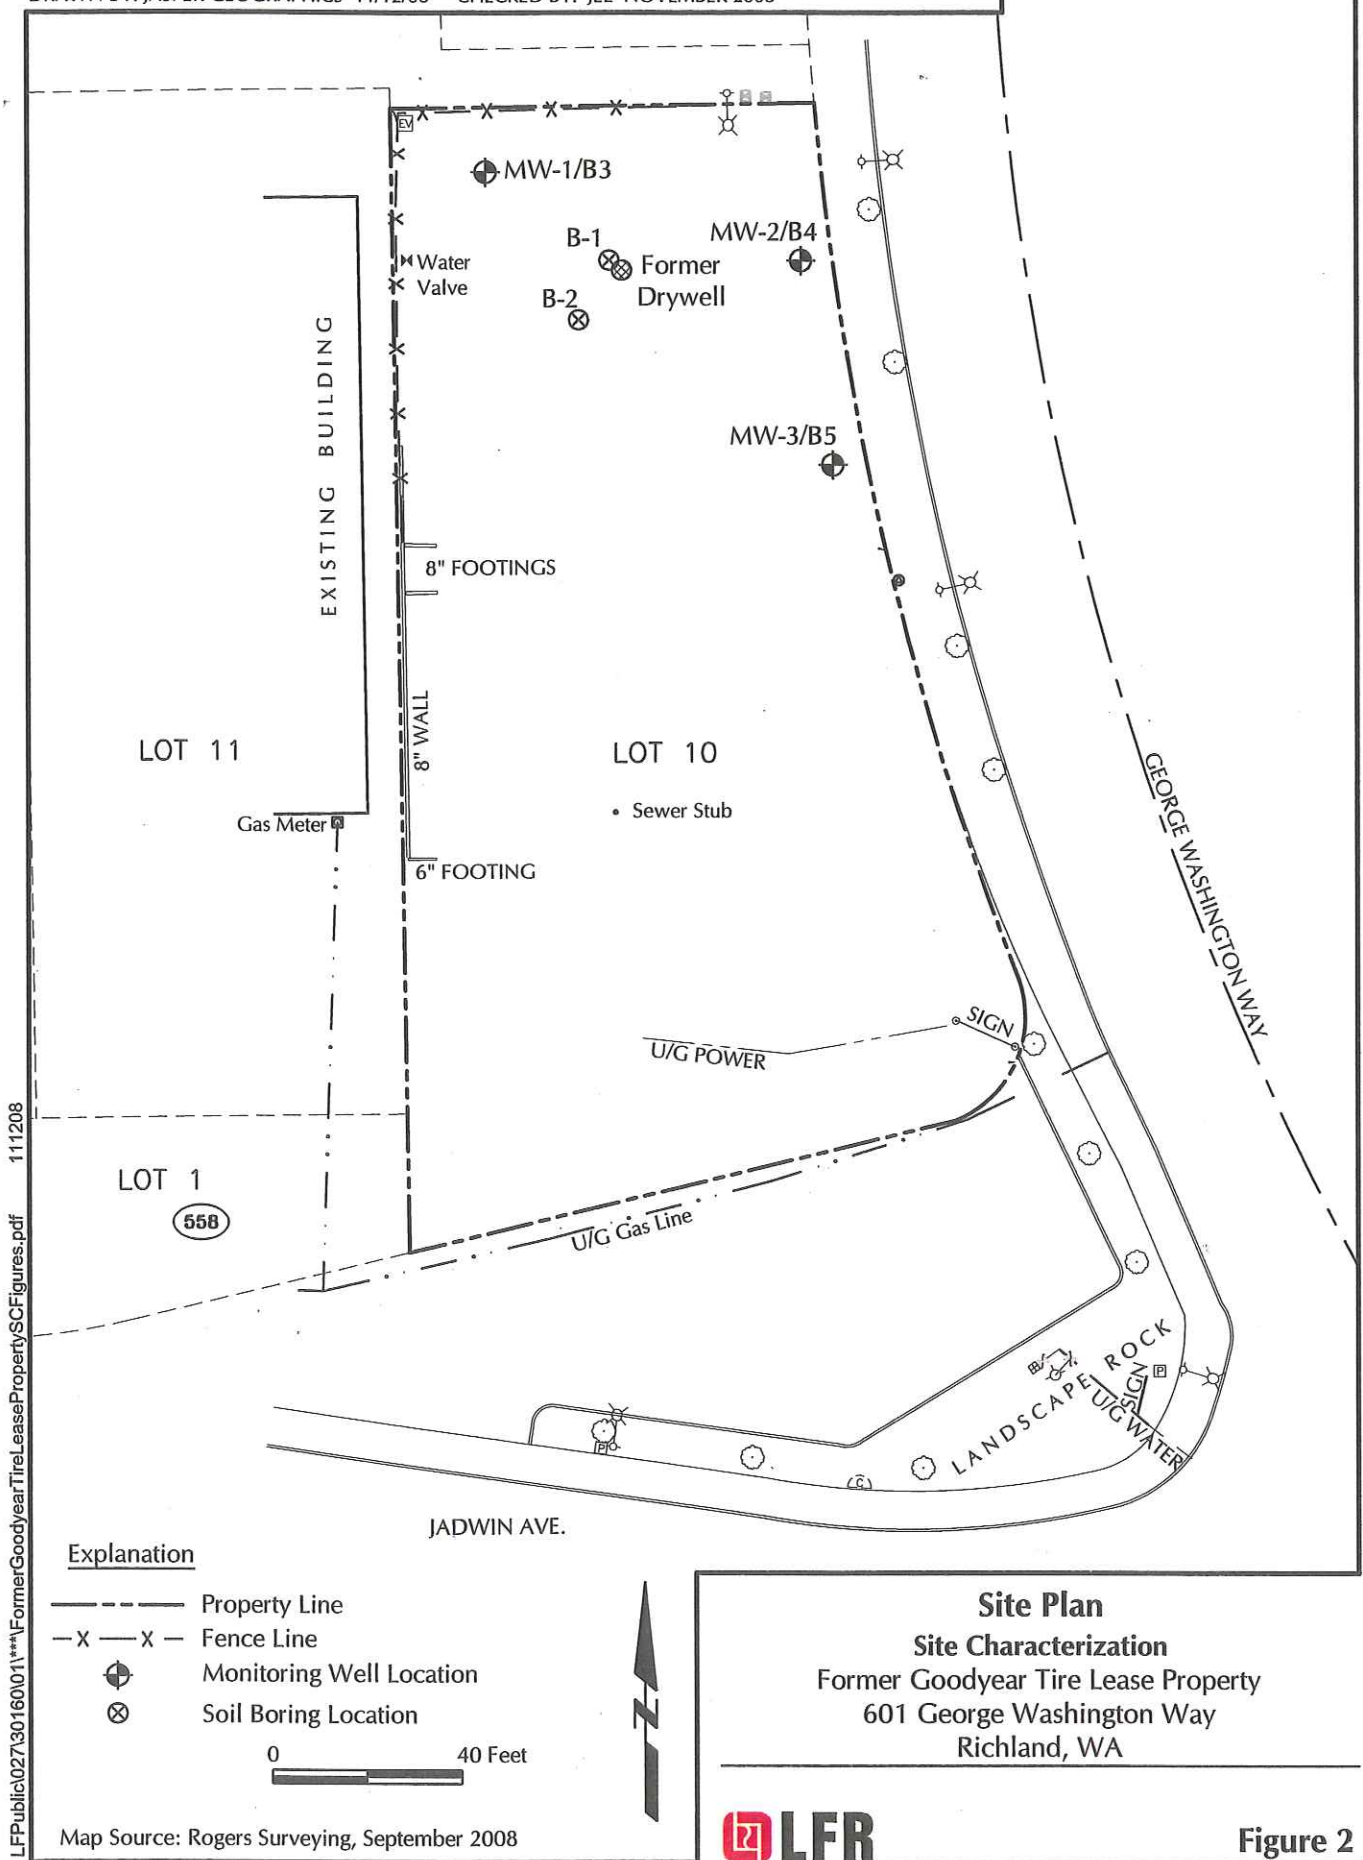 EV
MW-1/B3
B-1
MW-2/B4
Water
Valve
Former
Drywell
B-2
EXISTING BUILDING
MW-3/B5
8" FOOTINGS
8" WALL
LOT 11
LOT 10
Sewer Stub
Gas Meter
6" FOOTING
GEORGE WASHINGTON WAY
SIGN
U/G POWER
LOT 1
558
U/G Gas Line
LANDSCAPE ROCK
SIGN
P
U/G WATER
P
C
JADWIN AVE.
Explanation
Property Line
X X Fence Line
Monitoring Well Location
Soil Boring Location
0 40 Feet
N
Map Source: Rogers Surveying, September 2008
Site Plan
Site Characterization
Former Goodyear Tire Lease Property
601 George Washington Way
Richland, WA
LFR
Figure 2
LFPublic\027\30160\01\***\FormerGoodyearTireLeasePropertySCFigures.pdf 111208